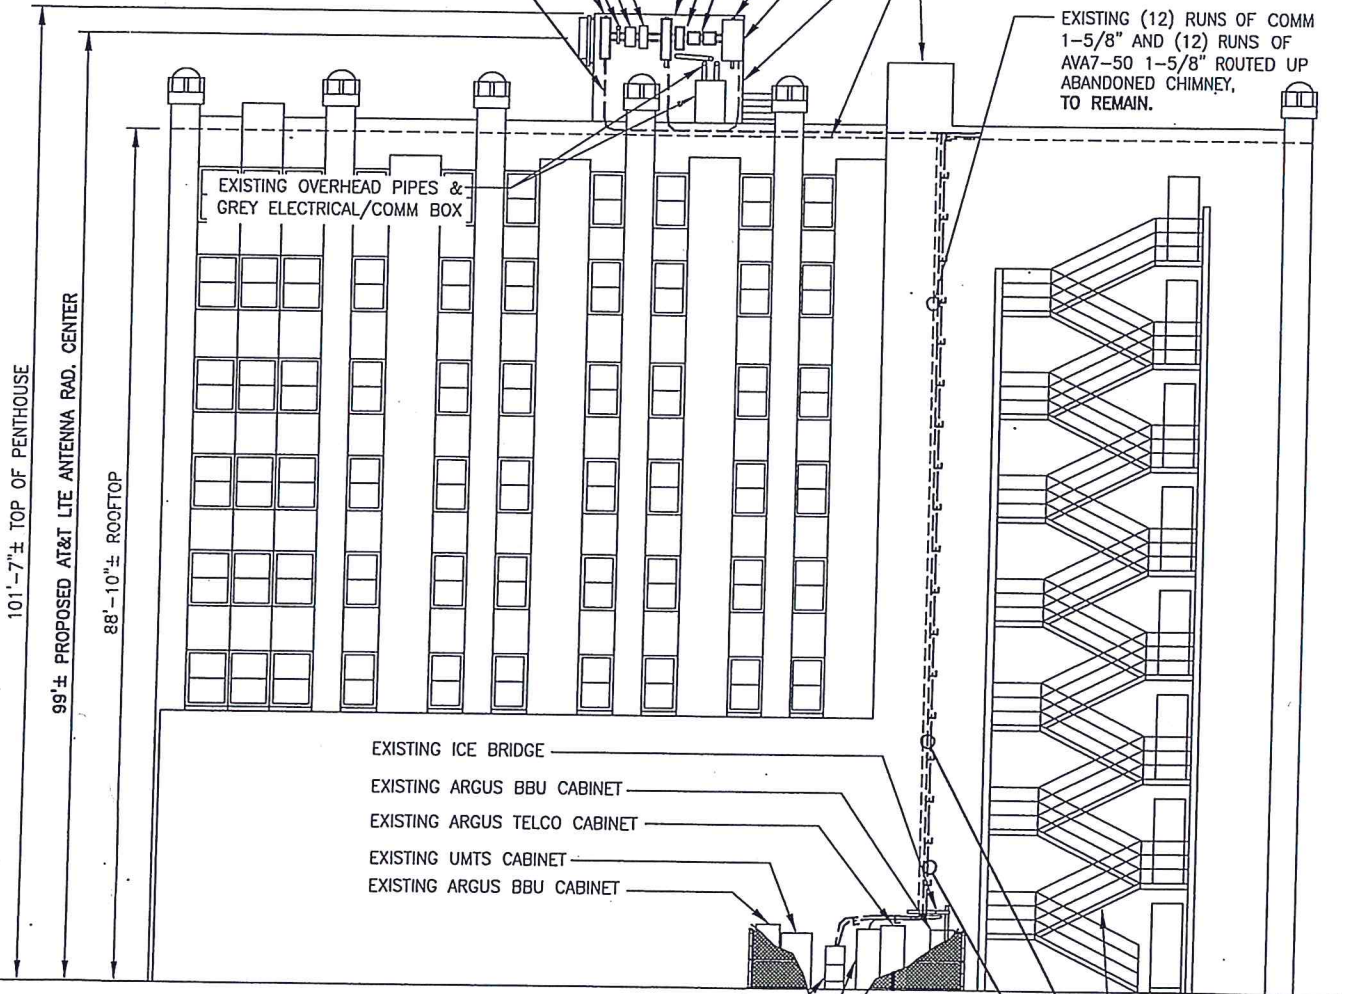 EXISTING (12) RUNS OF COMM
1-5/8" AND (12) RUNS OF
AVA7-50 1-5/8" ROUTED UP
ABANDONED CHIMNEY,
TO REMAIN.
EXISTING OVERHEAD PIPES &
GREY ELECTRICAL/COMM BOX
101'-7"± TOP OF PENTHOUSE
99'± PROPOSED AT&T LTE ANTENNA RAD. CENTER
88'-10"± ROOFTOP
EXISTING ICE BRIDGE
EXISTING ARGUS BBU CABINET
EXISTING ARGUS TELCO CABINET
EXISTING UMTS CABINET
EXISTING ARGUS BBU CABINET